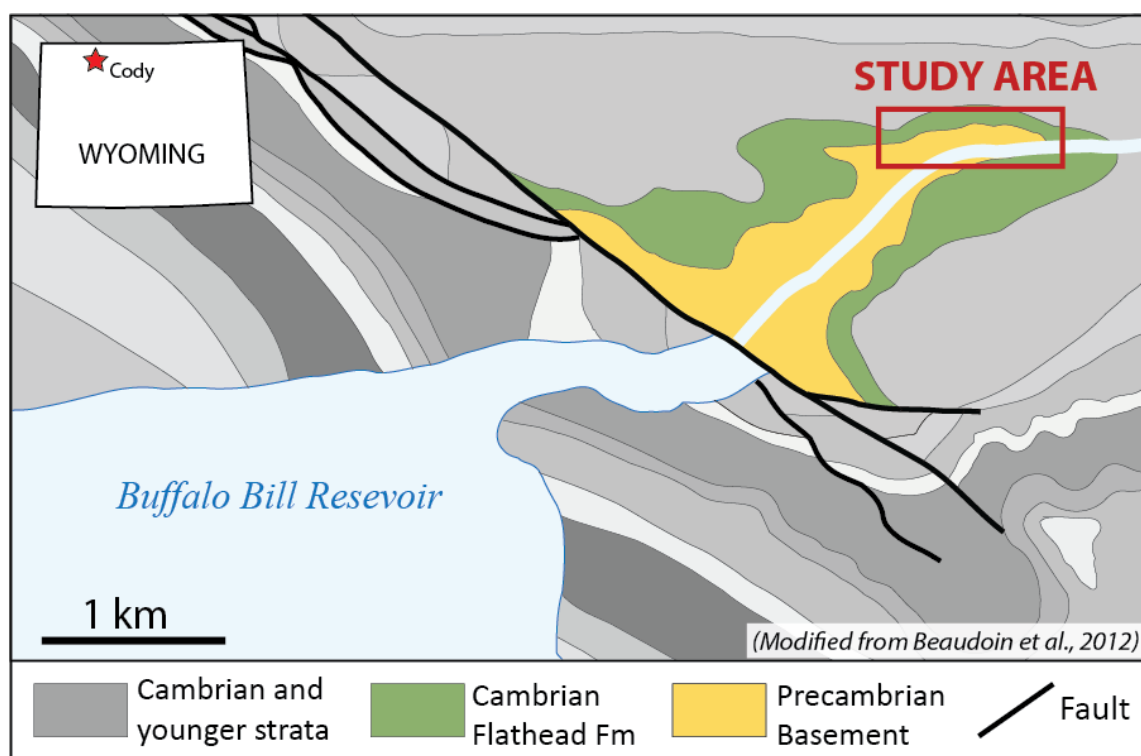 Cody
WYOMING
STUDY AREA
Buffalo Bill Resevoir
1 km
(Modified from Beaudoin et al., 2012)
Cambrian and
younger strata
Cambrian
Flathead Fm
Precambrian
Basement
Fault